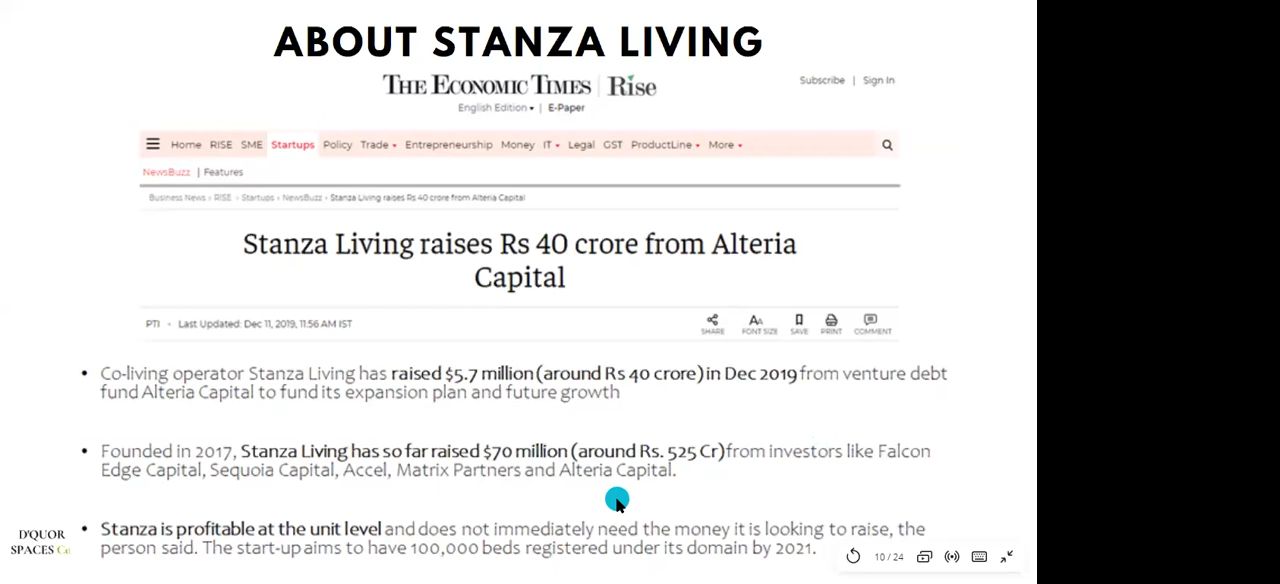 ABOUT STANZA LIVING
THE ECONOMIC TIMES | Rise
Subscribe | Sign In
English Edition | E-Paper
Home RISE SME Startups Policy Trade Entrepreneurship Money IT Legal GST ProductLine More
NewsBuzz | Features
Business News › RISE › Startups › NewsBuzz › Stanza Living raises Rs 40 crore from Alteria Capital
Stanza Living raises Rs 40 crore from Alteria
Capital
PTI • Last Updated: Dec 11, 2019, 11:56 AM IST
SHARE FONT SIZE SAVE PRINT COMMENT
• Co-living operator Stanza Living has raised $5.7 million (around Rs 40 crore) in Dec 2019 from venture debt
fund Alteria Capital to fund its expansion plan and future growth
• Founded in 2017, Stanza Living has so far raised $70 million (around Rs. 525 Cr) from investors like Falcon
Edge Capital, Sequoia Capital, Accel, Matrix Partners and Alteria Capital.
• Stanza is profitable at the unit level and does not immediately need the money it is looking to raise, the
person said. The start-up aims to have 100,000 beds registered under its domain by 2021.
D'QUOR
SPACES Co
10 / 24